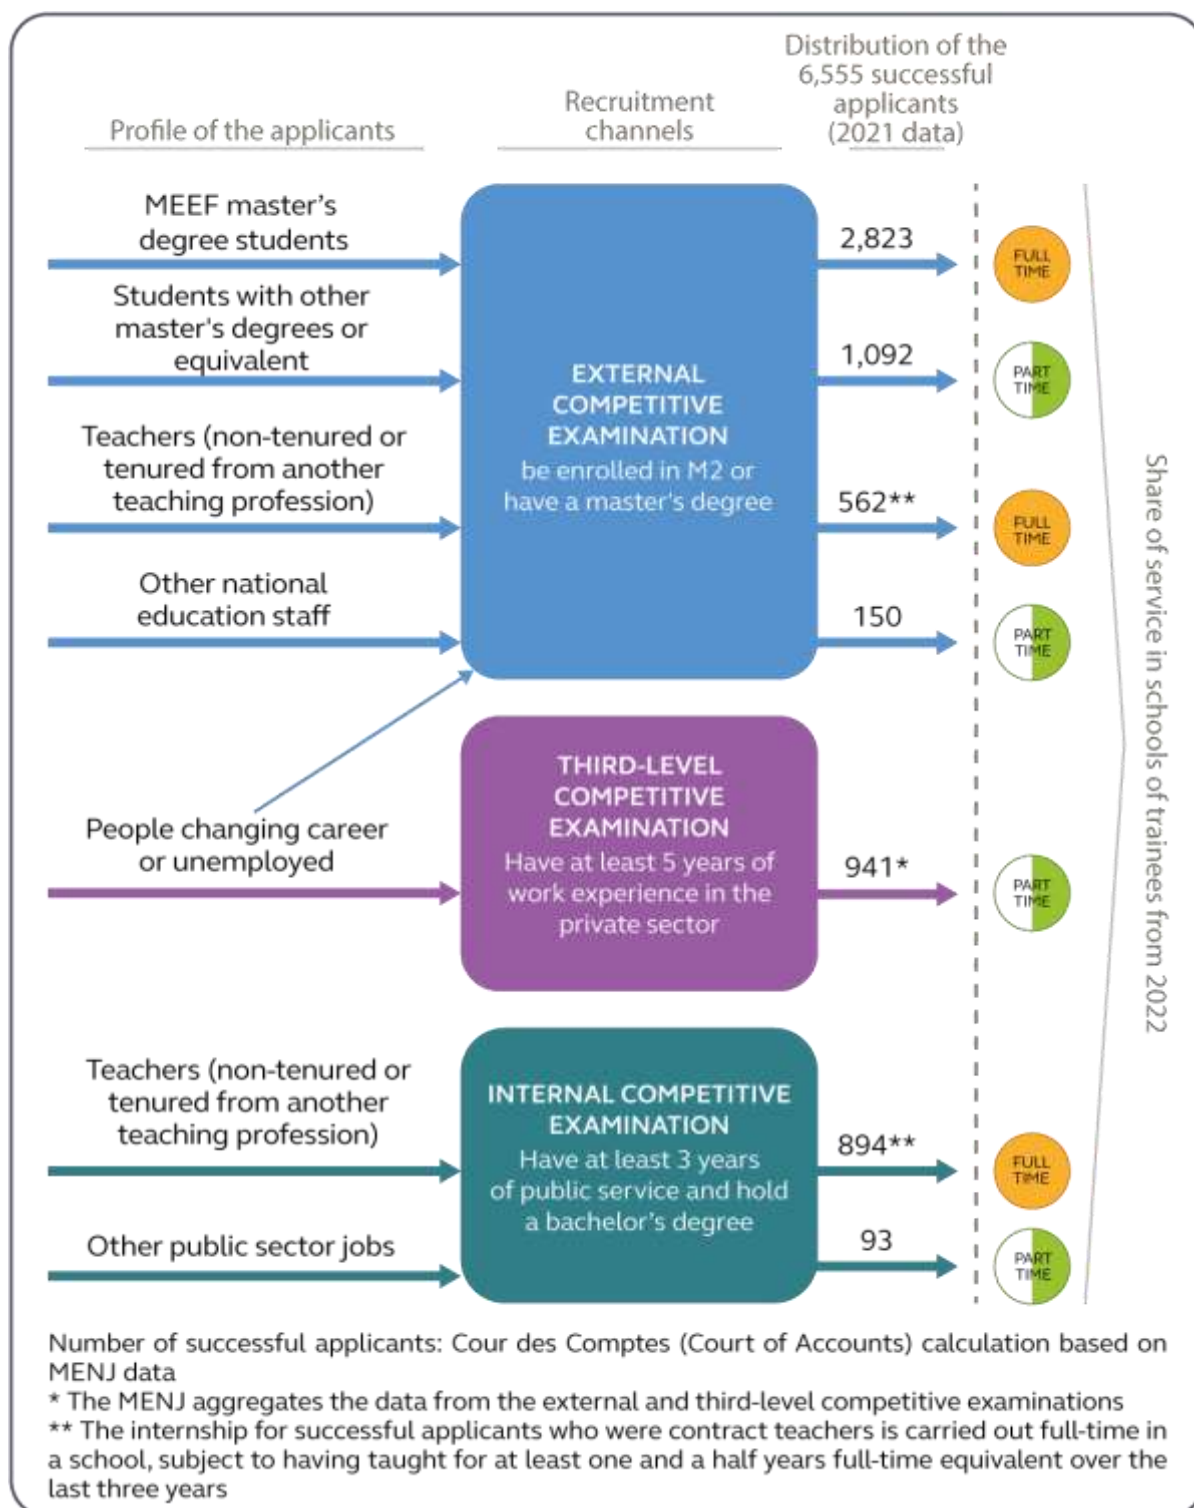 Profile of the applicants
Recruitment
channels
Distribution of the
6,555 successful
applicants
(2021 data)
MEEF master's
degree students
2,823
FULL
TIME
Students with other
master's degrees or
equivalent
1,092
PART
TIME
EXTERNAL
COMPETITIVE
EXAMINATION
be enrolled in M2 or
have a master's degree
Teachers (non-tenured or
tenured from another
teaching profession)
562**
FULL
TIME
Other national
education staff
150
PART
TIME
People changing career
or unemployed
THIRD-LEVEL
COMPETITIVE
EXAMINATION
Have at least 5 years of
work experience in the
private sector
941*
PART
TIME
Teachers (non-tenured or
tenured from another
teaching profession)
INTERNAL COMPETITIVE
EXAMINATION
Have at least 3 years
of public service and hold
a bachelor's degree
894**
FULL
TIME
Other public sector jobs
93
PART
TIME
Share of service in schools of trainees from 2022
Number of successful applicants: Cour des Comptes (Court of Accounts) calculation based on
MENJ data
* The MENJ aggregates the data from the external and third-level competitive examinations
** The internship for successful applicants who were contract teachers is carried out full-time in
a school, subject to having taught for at least one and a half years full-time equivalent over the
last three years